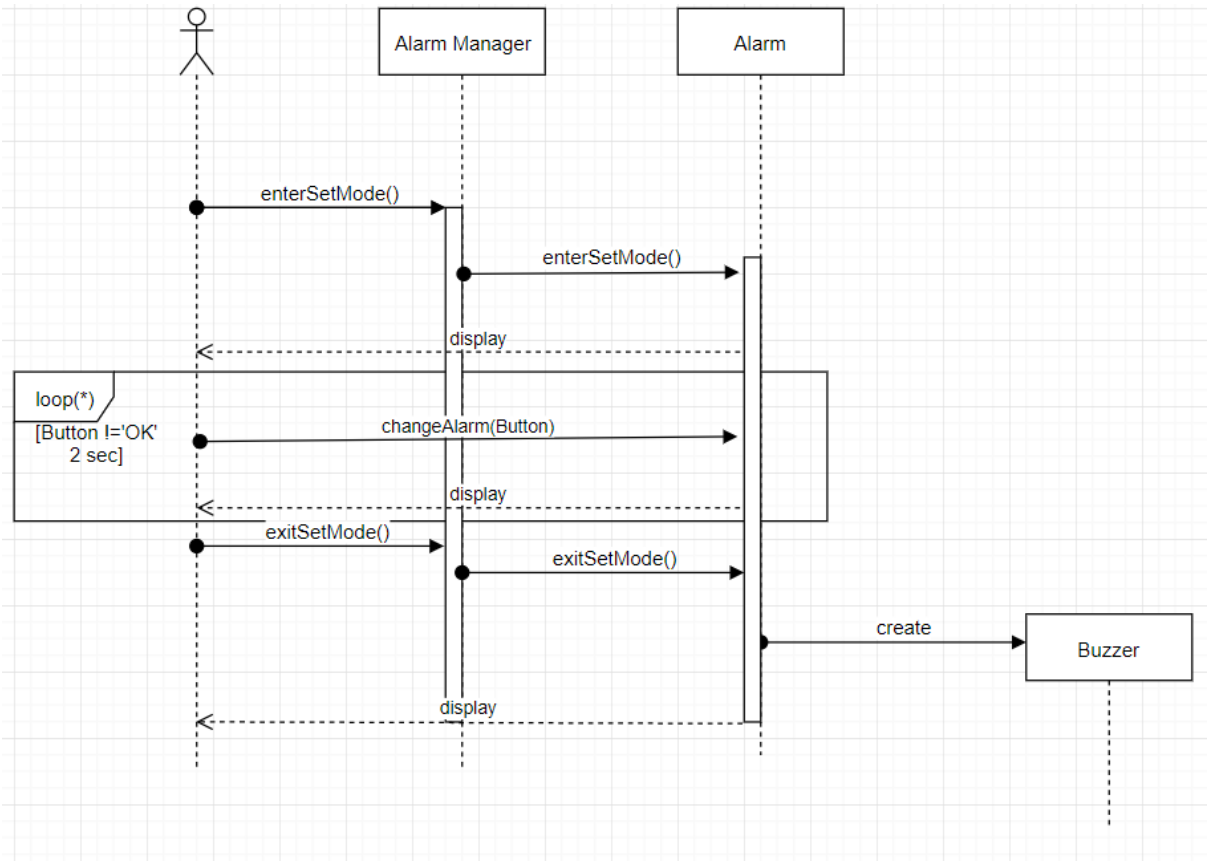 Alarm Manager
Alarm
enterSetMode()
enterSetMode()
display
loop(*)
[Button !='OK'
2 sec]
changeAlarm(Button)
display
exitSetMode()
exitSetMode()
create
Buzzer
display